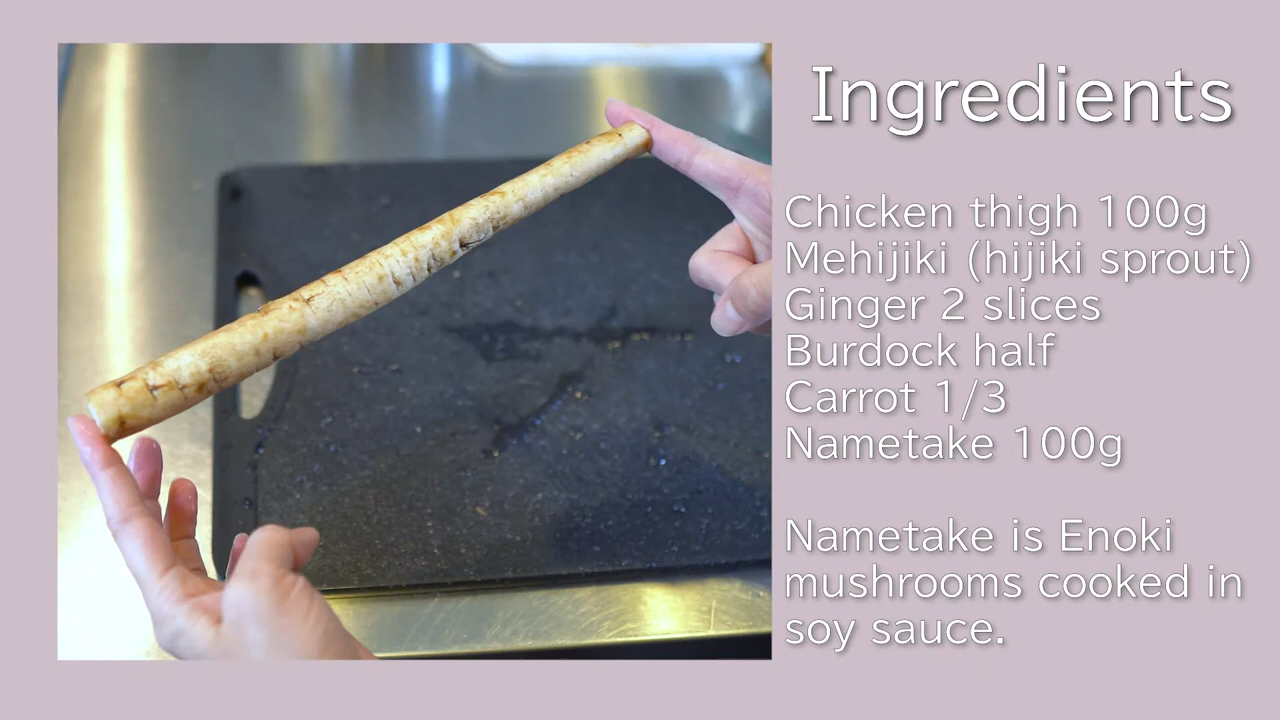 Ingredients
Chicken thigh 100g
Mehijiki (hijiki sprout)
Ginger 2 slices
Burdock half
Carrot 1/3
Nametake 100g
Nametake is Enoki
mushrooms cooked in
soy sauce.